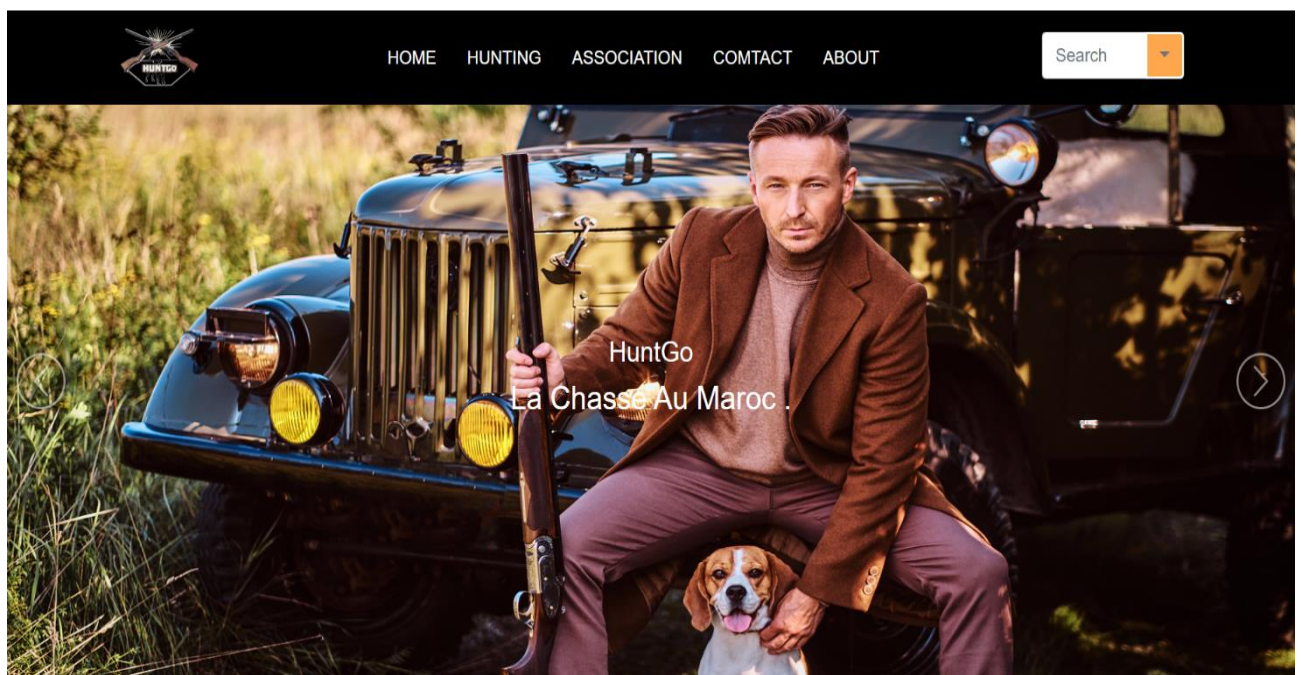 HUNTGO
HOME HUNTING ASSOCIATION COMTACT ABOUT
Search
HuntGo
La Chasse Au Maroc .